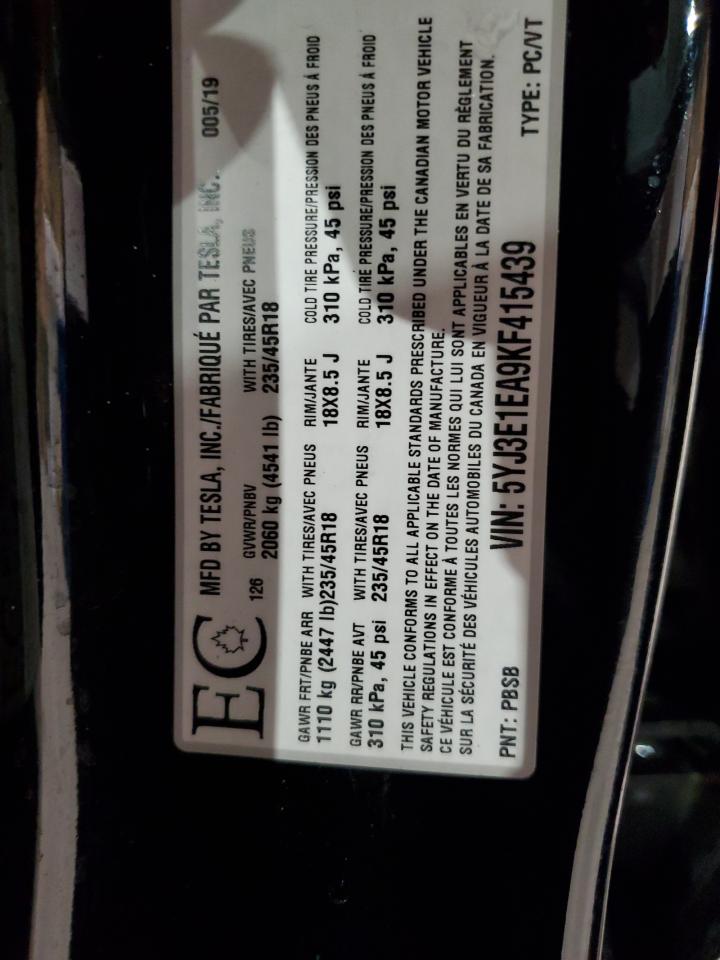 EC
MFD BY TESLA, INC./FABRIQUÉ PAR TESLA, INC. 005/19
126 GVWR/PNBV WITH TIRES/AVEC PNEUS
2060 kg (4541 lb) 235/45R18
GAWR FRT/PNBE ARR WITH TIRES/AVEC PNEUS RIM/JANTE COLD TIRE PRESSURE/PRESSION DES PNEUS À FROID
1110 kg (2447 lb)235/45R18 18X8.5 J 310 kPa, 45 psi
GAWR RR/PNBE AVT WITH TIRES/AVEC PNEUS RIM/JANTE COLD TIRE PRESSURE/PRESSION DES PNEUS À FROID
310 kPa, 45 psi 235/45R18 18X8.5 J 310 kPa, 45 psi
THIS VEHICLE CONFORMS TO ALL APPLICABLE STANDARDS PRESCRIBED UNDER THE CANADIAN MOTOR VEHICLE
SAFETY REGULATIONS IN EFFECT ON THE DATE OF MANUFACTURE.
CE VÉHICULE EST CONFORME À TOUTES LES NORMES QUI LUI SONT APPLICABLES EN VERTU DU RÈGLEMENT
SUR LA SÉCURITÉ DES VÉHICULES AUTOMOBILES DU CANADA EN VIGUEUR À LA DATE DE SA FABRICATION.
PNT: PBSB VIN: 5YJ3E1EA9KF415439 TYPE: PC/VT